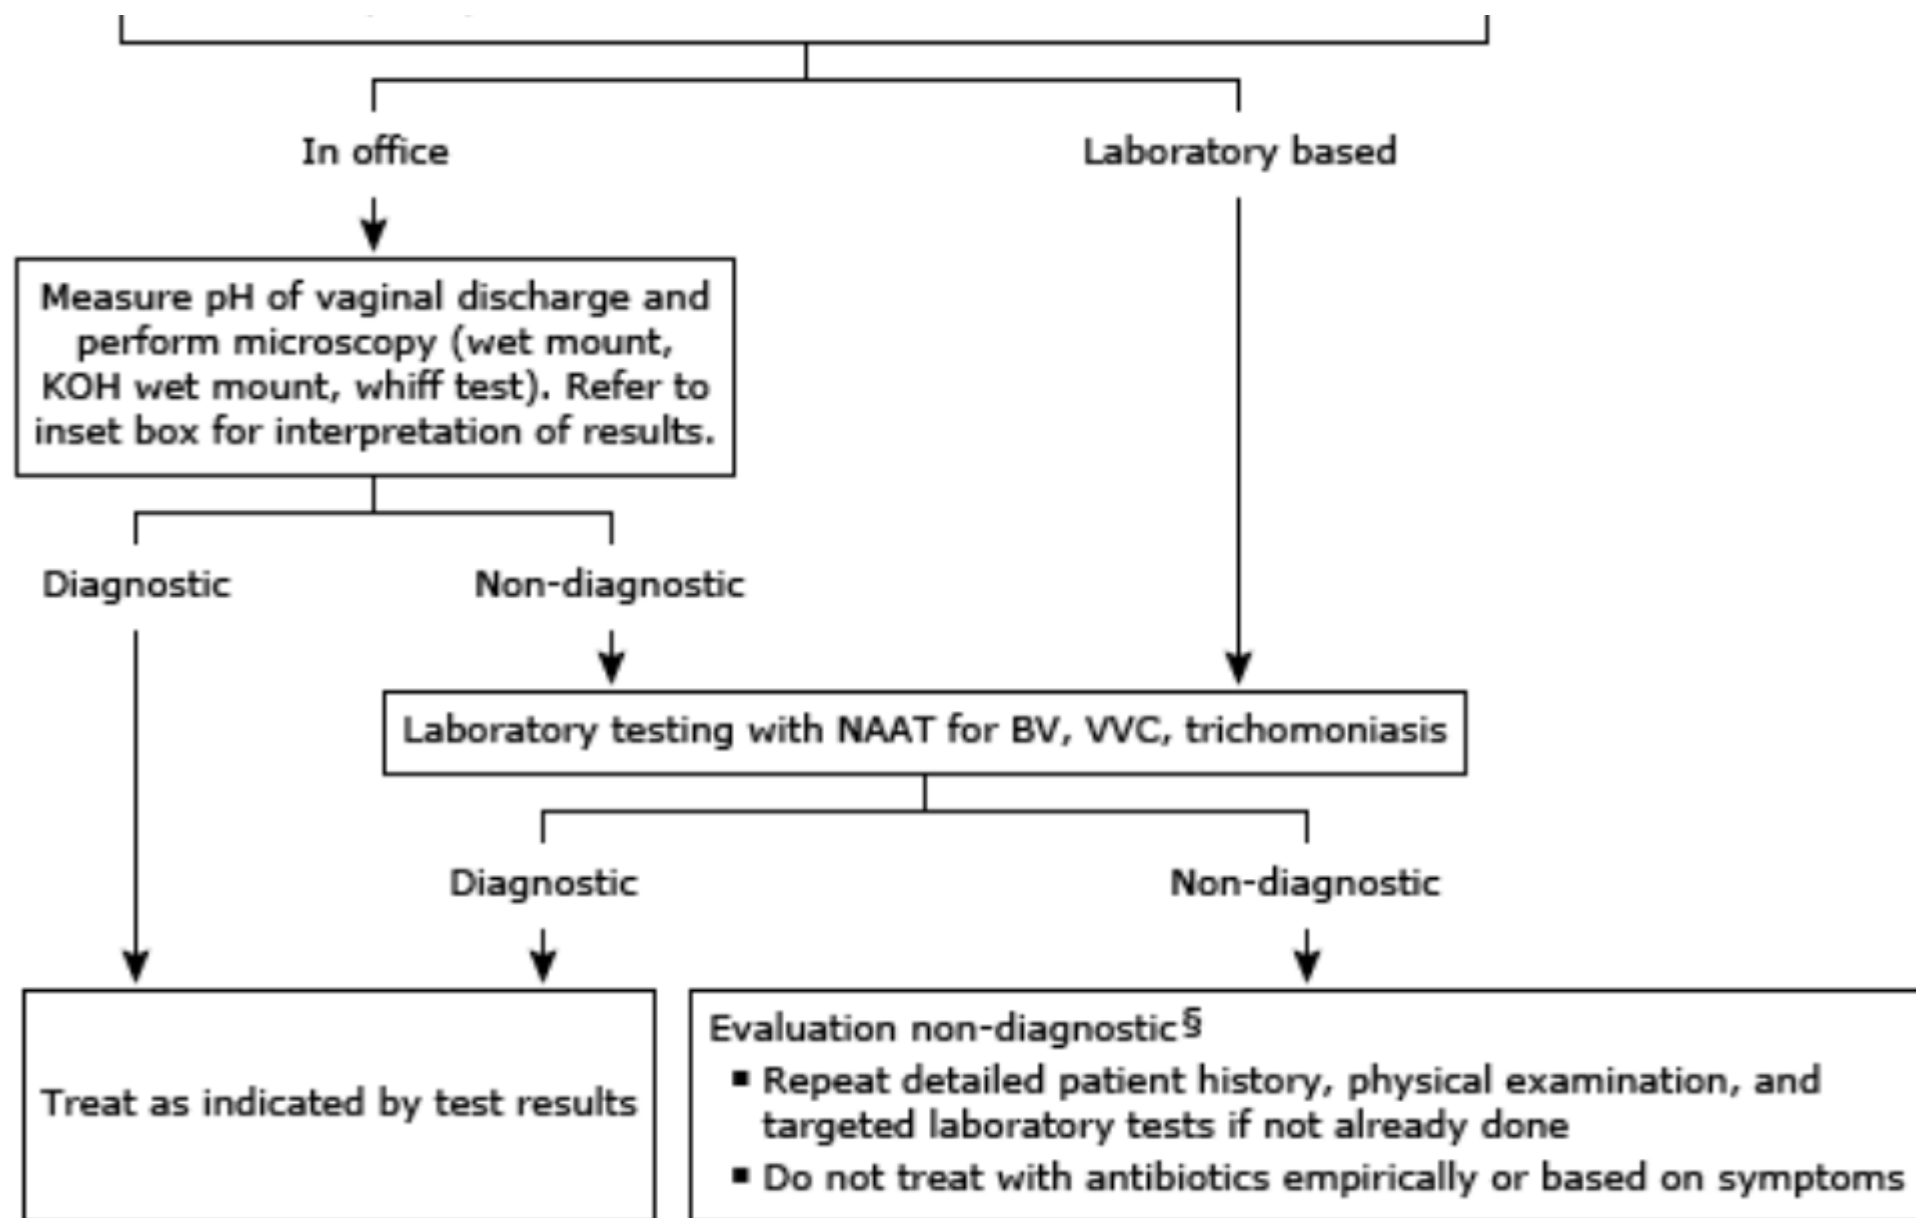 In office
Laboratory based
Measure pH of vaginal discharge and
perform microscopy (wet mount,
KOH wet mount, whiff test). Refer to
inset box for interpretation of results.
Diagnostic
Non-diagnostic
Laboratory testing with NAAT for BV, VVC, trichomoniasis
Diagnostic
Non-diagnostic
Treat as indicated by test results
Evaluation non-diagnostic§
▪ Repeat detailed patient history, physical examination, and
targeted laboratory tests if not already done
▪ Do not treat with antibiotics empirically or based on symptoms